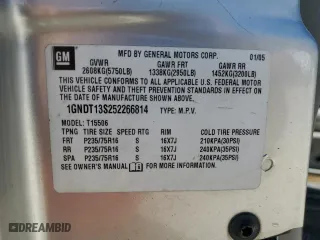 GM
MFD BY GENERAL MOTORS CORP. 01/05
GVWR GAWR FRT GAWR RR
2608KG(5750LB) 1338KG(2950LB) 1452KG(3200LB)
THIS VEHICLE CONFORMS TO ALL APPLICABLE U.S. FEDERAL
MOTOR VEHICLE SAFETY, BUMPER, AND THEFT PREVENTION
STANDARDS IN EFFECT ON THE DATE OF MANUFACTURE
SHOWN ABOVE.
1GNDT13S252266814 TYPE: M.P.V.
MODEL: T15506
TPNG TIRE SIZE SPEED RTG RIM COLD TIRE PRESSURE
FRT P235/75R16 S 16X7J 210KPA(30PSI)
RR P235/75R16 S 16X7J 240KPA(35PSI)
SPA P235/75R16 S 16X7J 240KPA(35PSI)
SEE OWNER'S MANUAL FOR ADDITIONAL INFORMATION.